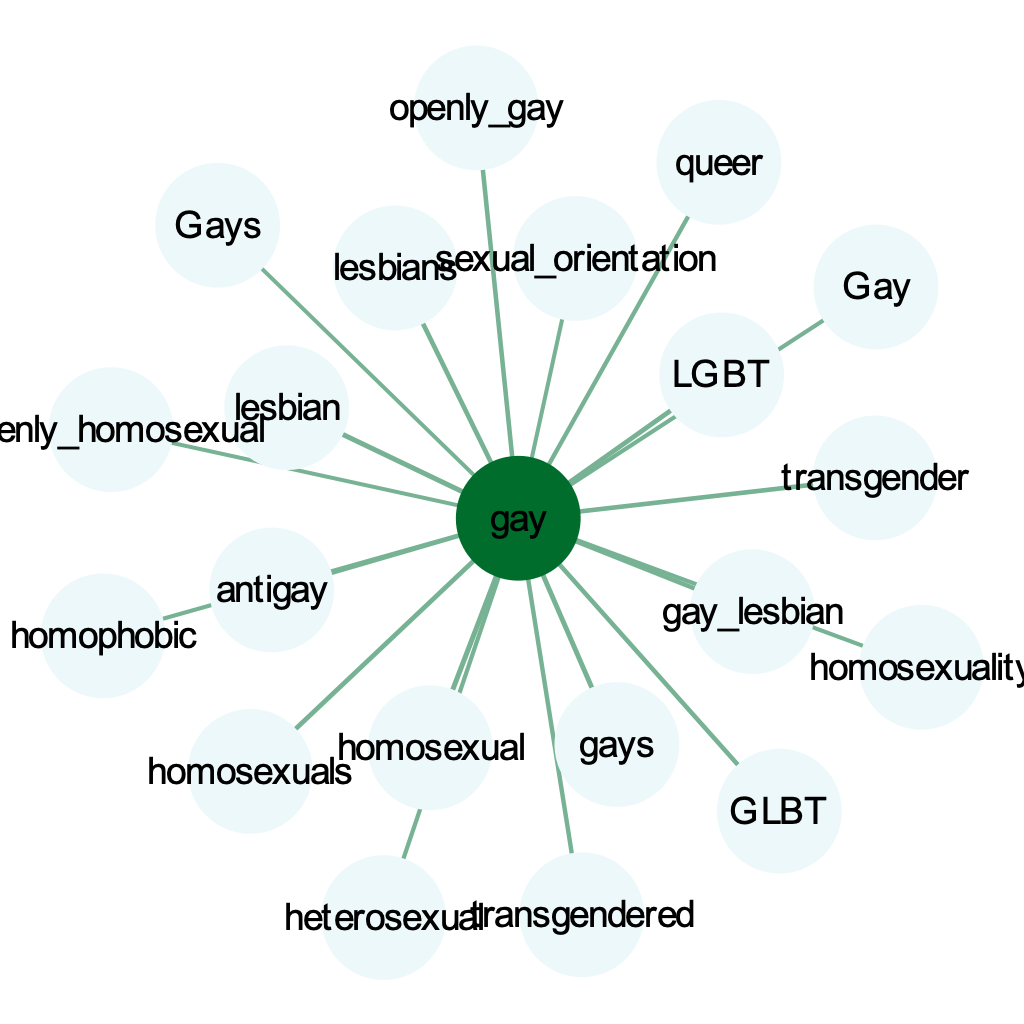 openly_gay
queer
Gays
lesbians
sexual_orientation
Gay
LGBT
lesbian
enly_homosexual
transgender
gay
antigay
gay_lesbian
homophobic
homosexuality
homosexuals
homosexual
gays
GLBT
heterosexual
transgendered